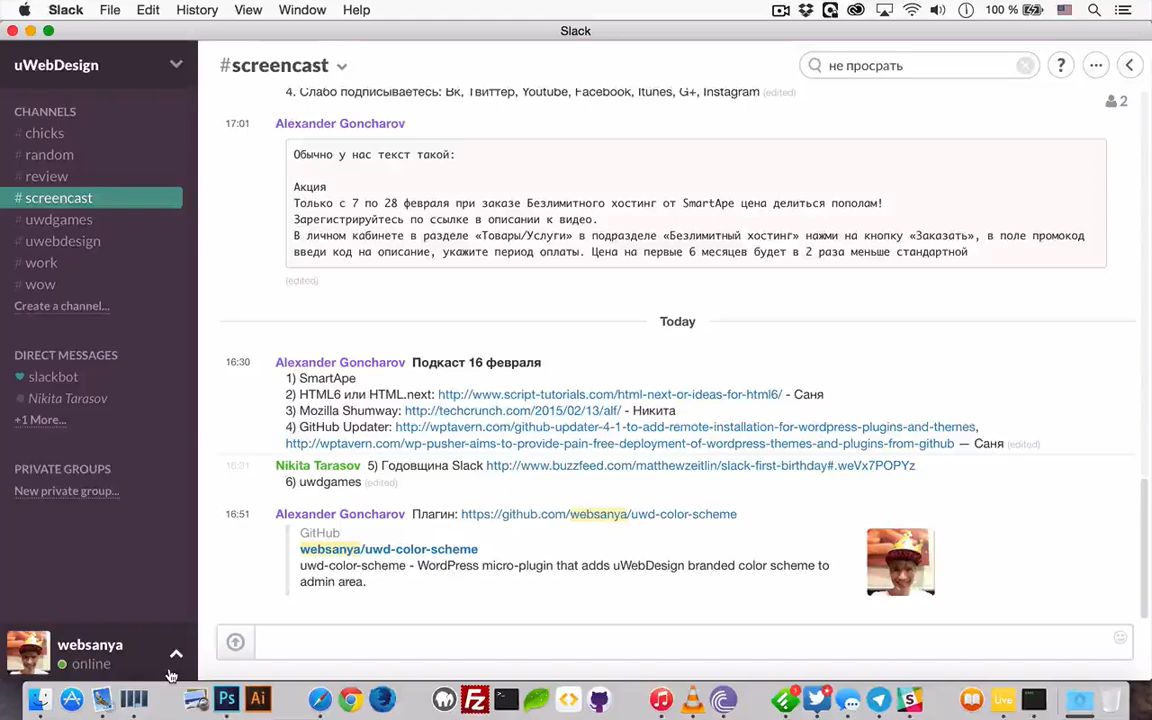 Slack File Edit View History Window Help 100 %
Slack
uWebDesign
#screencast
не просрать
?
2
CHANNELS
# chicks
# random
# review
# screencast
# uwdgames
# uwebdesign
# work
# wow
Create a channel...
DIRECT MESSAGES
slackbot
Nikita Tarasov
+1 More...
PRIVATE GROUPS
New private group...
websanya
online
4. Слабо подписываетесь: Вк, Твиттер, Youtube, Facebook, Itunes, G+, Instagram (edited)
17:01 Alexander Goncharov
Обычно у нас текст такой:
Акция
Только с 7 по 28 февраля при заказе Безлимитного хостинг от SmartApe цена делиться пополам!
Зарегистрируйтесь по ссылке в описании к видео.
В личном кабинете в разделе «Товары/Услуги» в подразделе «Безлимитный хостинг» нажми на кнопку «Заказать», в поле промокод
введи код на описание, укажите период оплаты. Цена на первые 6 месяцев будет в 2 раза меньше стандартной
(edited)
Today
16:30 Alexander Goncharov Подкаст 16 февраля
1) SmartApe
2) HTML6 или HTML.next: http://www.script-tutorials.com/html-next-or-ideas-for-html6/ - Саня
3) Mozilla Shumway: http://techcrunch.com/2015/02/13/alf/ - Никита
4) GitHub Updater: http://wptavern.com/github-updater-4-1-to-add-remote-installation-for-wordpress-plugins-and-themes,
http://wptavern.com/wp-pusher-aims-to-provide-pain-free-deployment-of-wordpress-themes-and-plugins-from-github — Саня (edited)
16:31 Nikita Tarasov 5) Годовщина Slack http://www.buzzfeed.com/matthewzeitlin/slack-first-birthday#.weVx7POPYz
6) uwdgames (edited)
16:51 Alexander Goncharov Плагин: https://github.com/websanya/uwd-color-scheme
GitHub
websanya/uwd-color-scheme
uwd-color-scheme - WordPress micro-plugin that adds uWebDesign branded color scheme to
admin area.
Ps Ai Fz Live